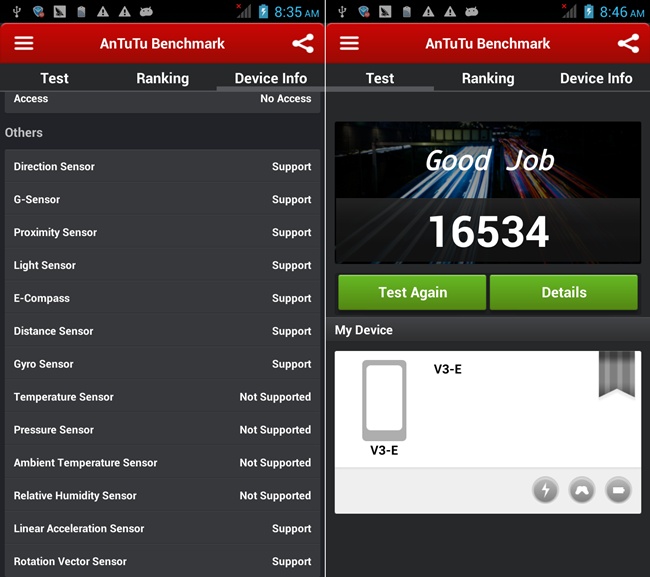 8:35 AM
AnTuTu Benchmark
Test Ranking Device Info
Access No Access
Others
Direction Sensor Support
G-Sensor Support
Proximity Sensor Support
Light Sensor Support
E-Compass Support
Distance Sensor Support
Gyro Sensor Support
Temperature Sensor Not Supported
Pressure Sensor Not Supported
Ambient Temperature Sensor Not Supported
Relative Humidity Sensor Not Supported
Linear Acceleration Sensor Support
Rotation Vector Sensor Support
8:46 AM
AnTuTu Benchmark
Test Ranking Device Info
Good Job
16534
Test Again Details
My Device
V3-E
V3-E